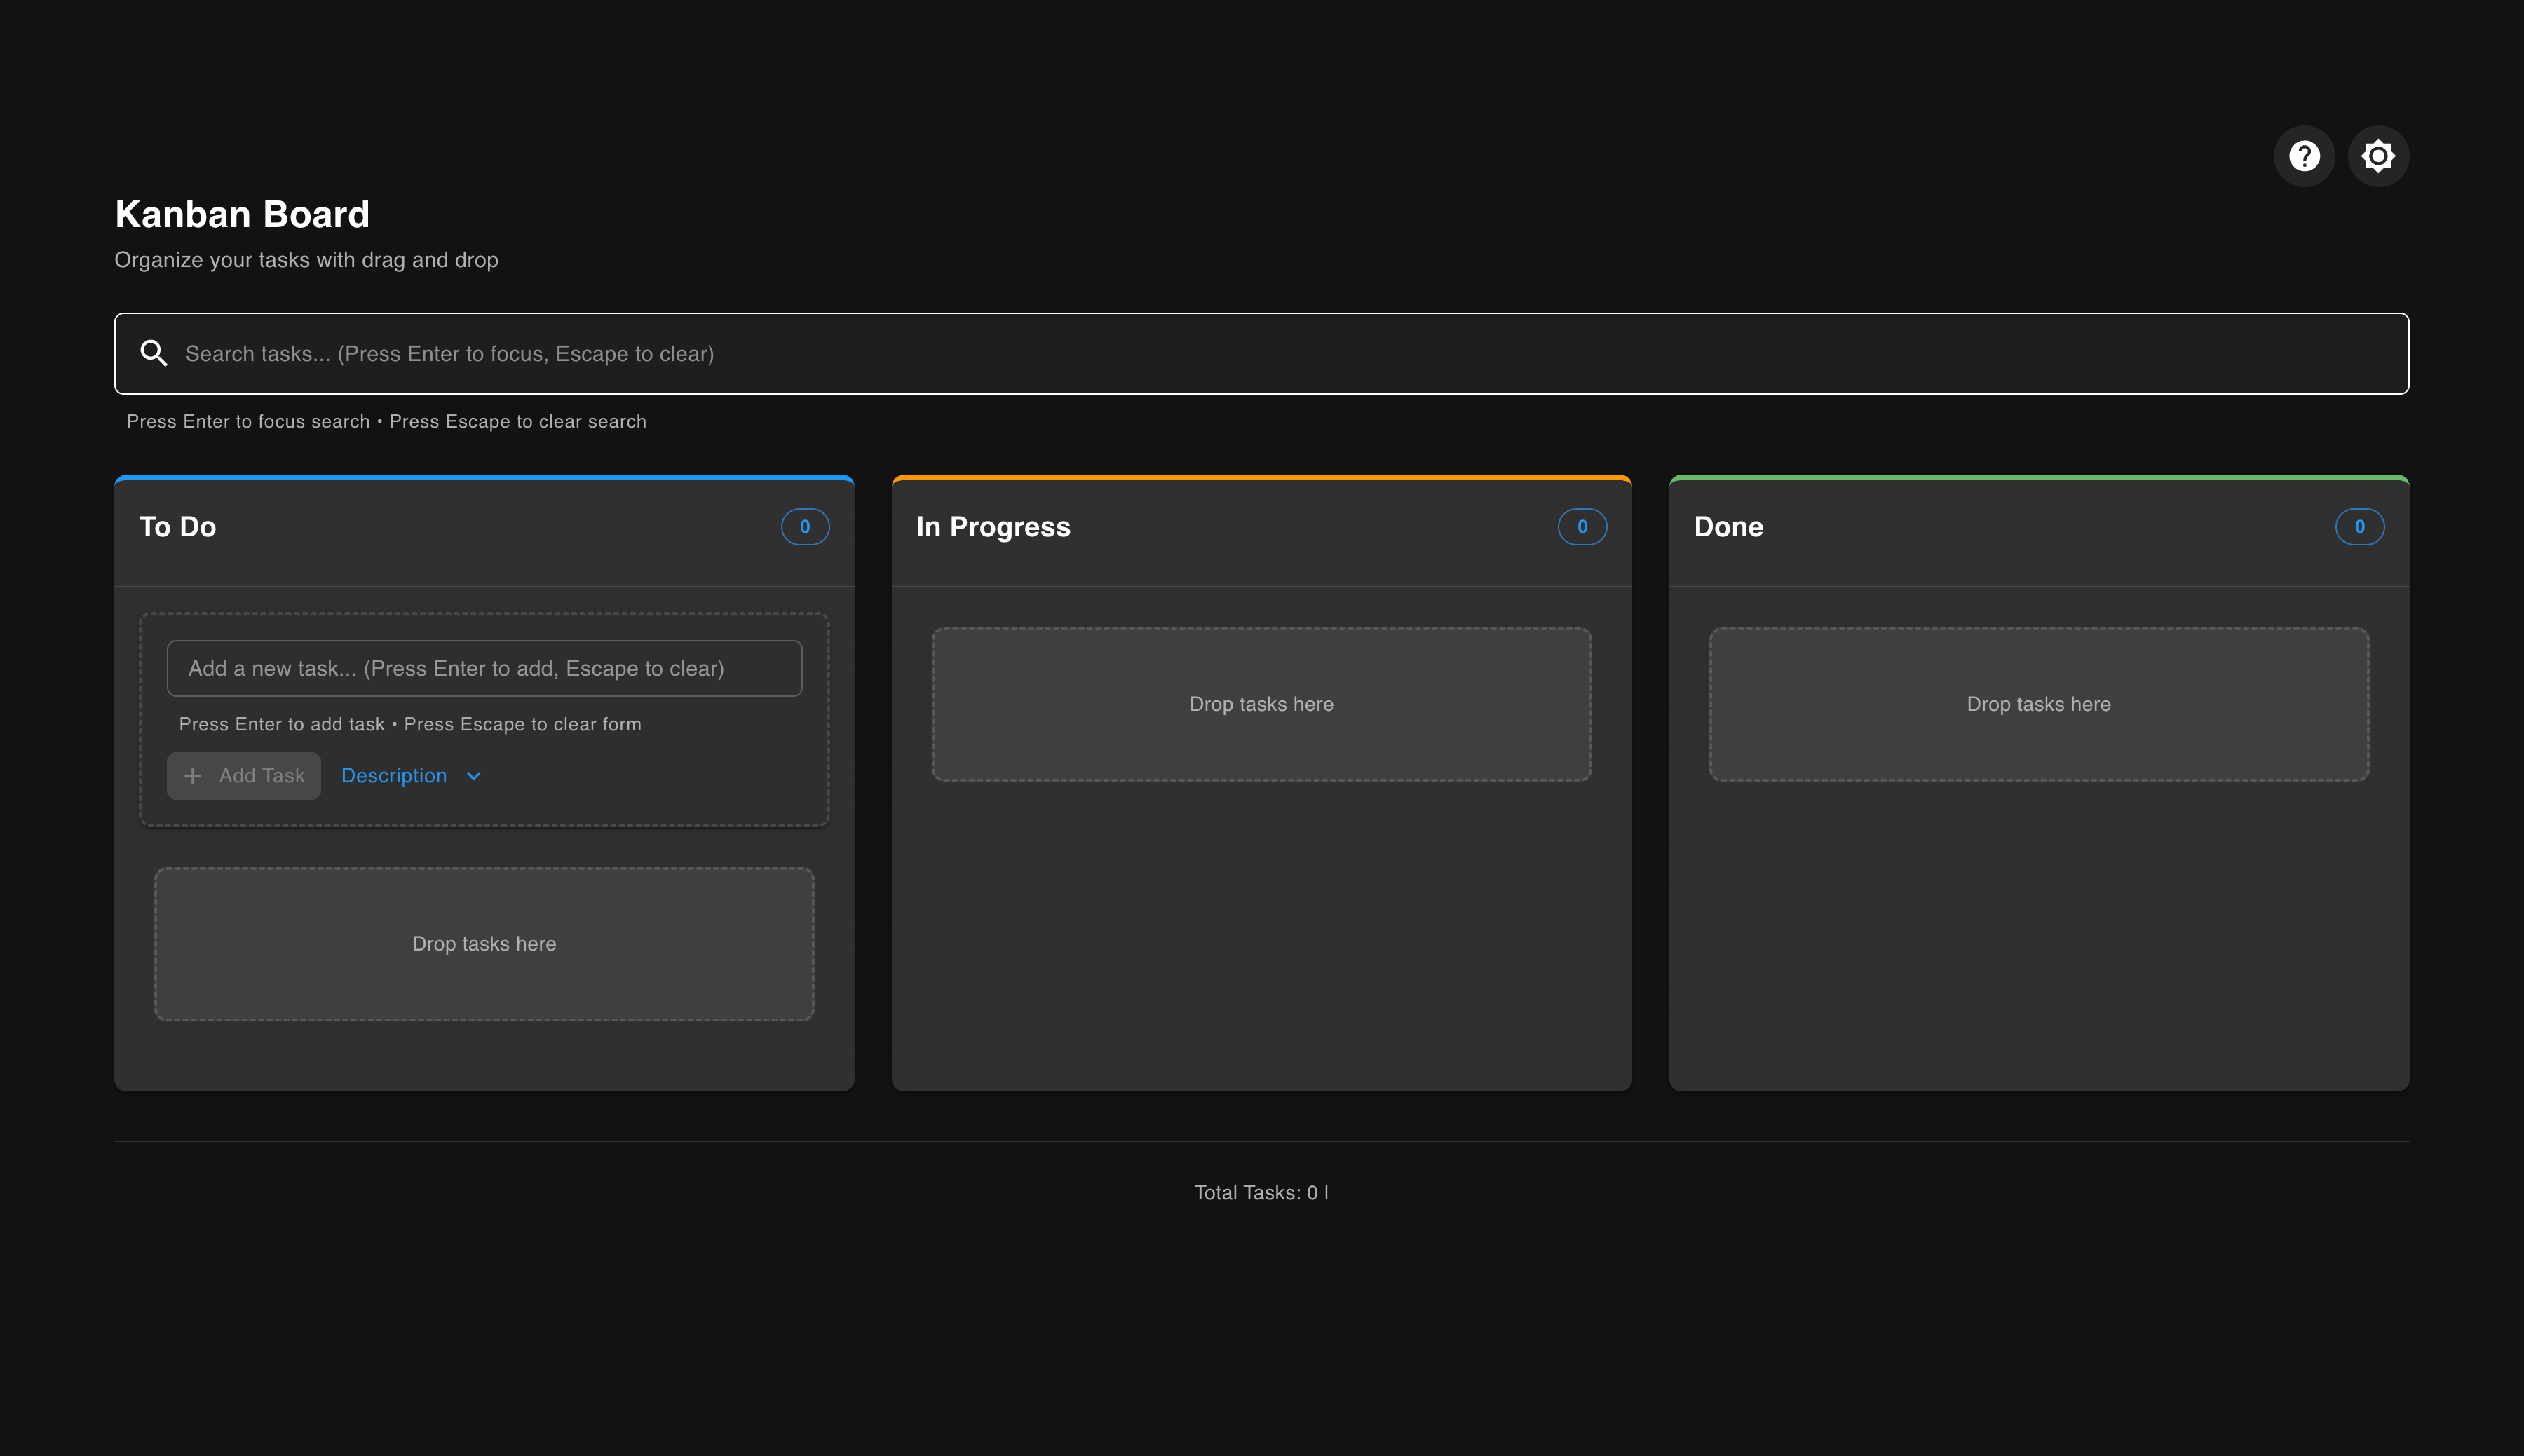 ?
Kanban Board
Organize your tasks with drag and drop
Search tasks... (Press Enter to focus, Escape to clear)
Press Enter to focus search • Press Escape to clear search
To Do
0
Add a new task... (Press Enter to add, Escape to clear)
Press Enter to add task • Press Escape to clear form
+ Add Task
Description
Drop tasks here
In Progress
0
Drop tasks here
Done
0
Drop tasks here
Total Tasks: 0 |